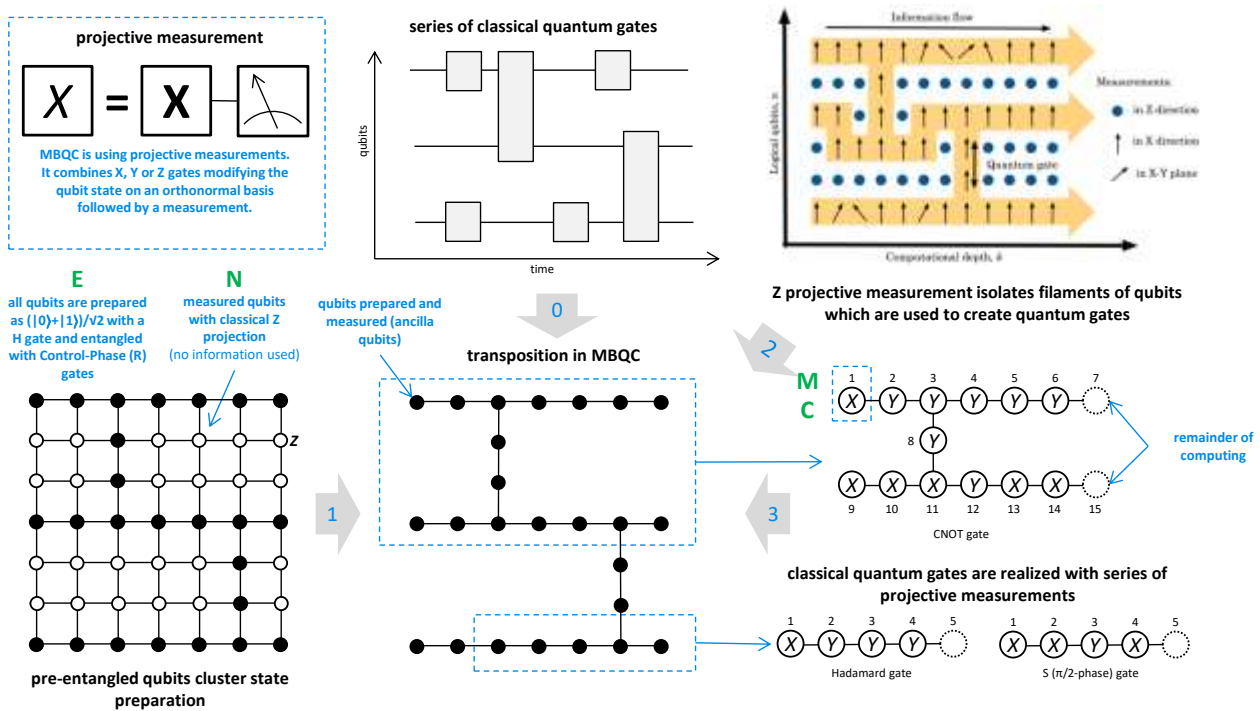 projective measurement
X = X
MBQC is using projective measurements.
It combines X, Y or Z gates modifying the
qubit state on an orthonormal basis
followed by a measurement.
series of classical quantum gates
qubits
time
Information flow
Logical qubits, n
Quantum gate
Computational depth, k
Measurements:
in Z direction
in X direction
in X-Y plane
Z projective measurement isolates filaments of qubits
which are used to create quantum gates
E
all qubits are prepared
as (|0⟩+|1⟩)/√2 with a
H gate and entangled
with Control-Phase (R)
gates
N
measured qubits
with classical Z
projection
(no information used)
Z
pre-entangled qubits cluster state
preparation
qubits prepared and
measured (ancilla
qubits)
0
transposition in MBQC
1
2
3
M
C
1 2 3 4 5 6 7
X Y Y Y Y Y
8 Y
X X X Y X X
9 10 11 12 13 14 15
CNOT gate
remainder of
computing
classical quantum gates are realized with series of
projective measurements
1 2 3 4 5
X Y Y Y
Hadamard gate
1 2 3 4 5
X X Y X
S (π/2-phase) gate